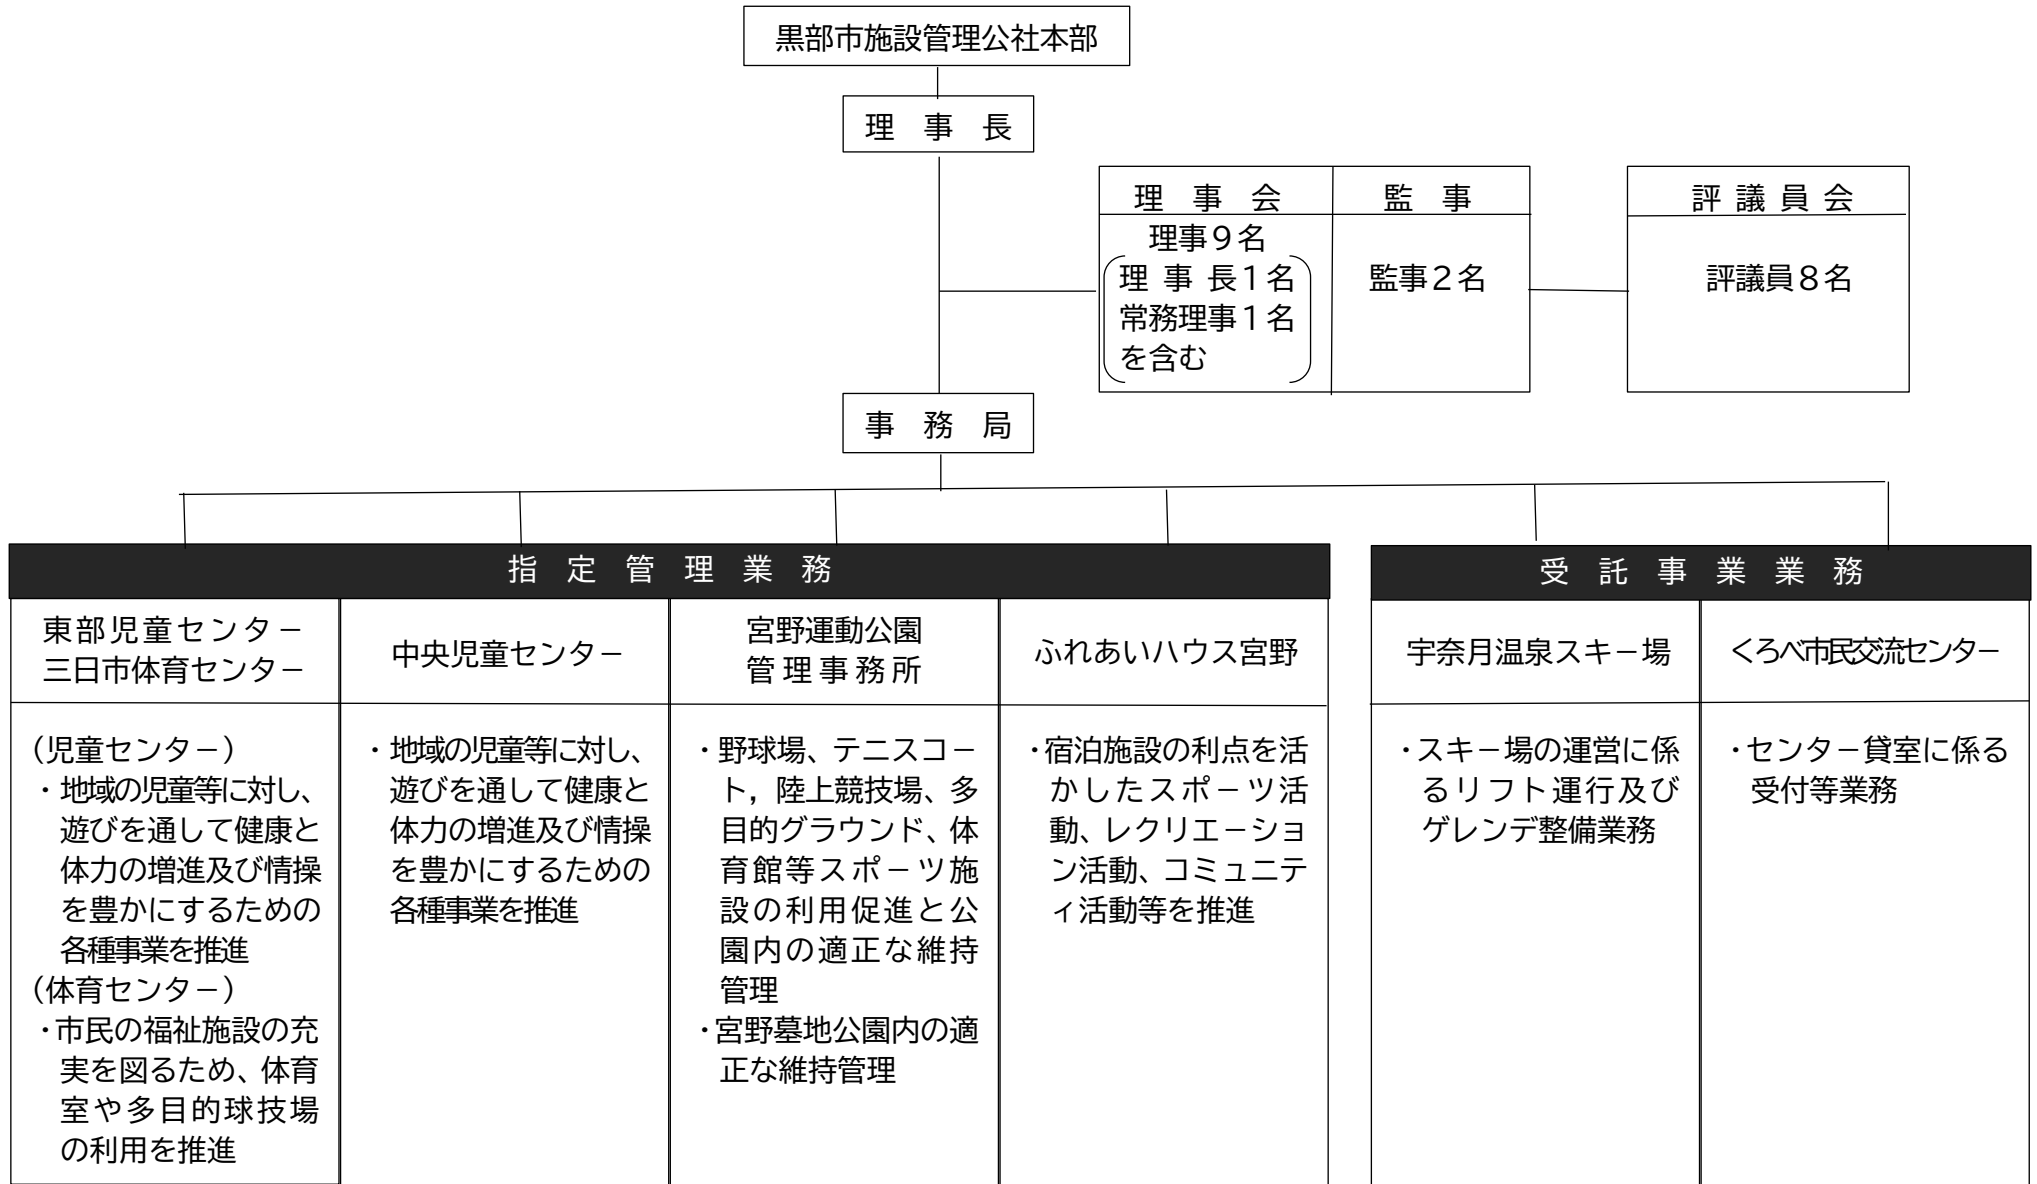 黒部市施設管理公社本部
理 事 長
理 事 会
理事９名
理 事 長１名
常務理事１名
を含む
監 事
監事２名
評 議 員 会
評議員８名
事 務 局
指 定 管 理 業 務
東部児童センター
三日市体育センター
(児童センター)
・地域の児童等に対し、
遊びを通して健康と
体力の増進及び情操
を豊かにするための
各種事業を推進
(体育センター)
・市民の福祉施設の充
実を図るため、体育
室や多目的球技場
の利用を推進
中央児童センター
・地域の児童等に対し、
遊びを通して健康と
体力の増進及び情操
を豊かにするための
各種事業を推進
宮野運動公園
管理事務所
・野球場、テニスコー
ト，陸上競技場、多
目的グラウンド、体
育館等スポーツ施
設の利用促進と公
園内の適正な維持
管理
・宮野墓地公園内の適
正な維持管理
ふれあいハウス宮野
・宿泊施設の利点を活
かしたスポーツ活
動、レクリエーショ
ン活動、コミュニテ
ィ活動等を推進
受 託 事 業 業 務
宇奈月温泉スキー場
・スキー場の運営に係
るリフト運行及び
ゲレンデ整備業務
くろべ市民交流センター
・センター貸室に係る
受付等業務